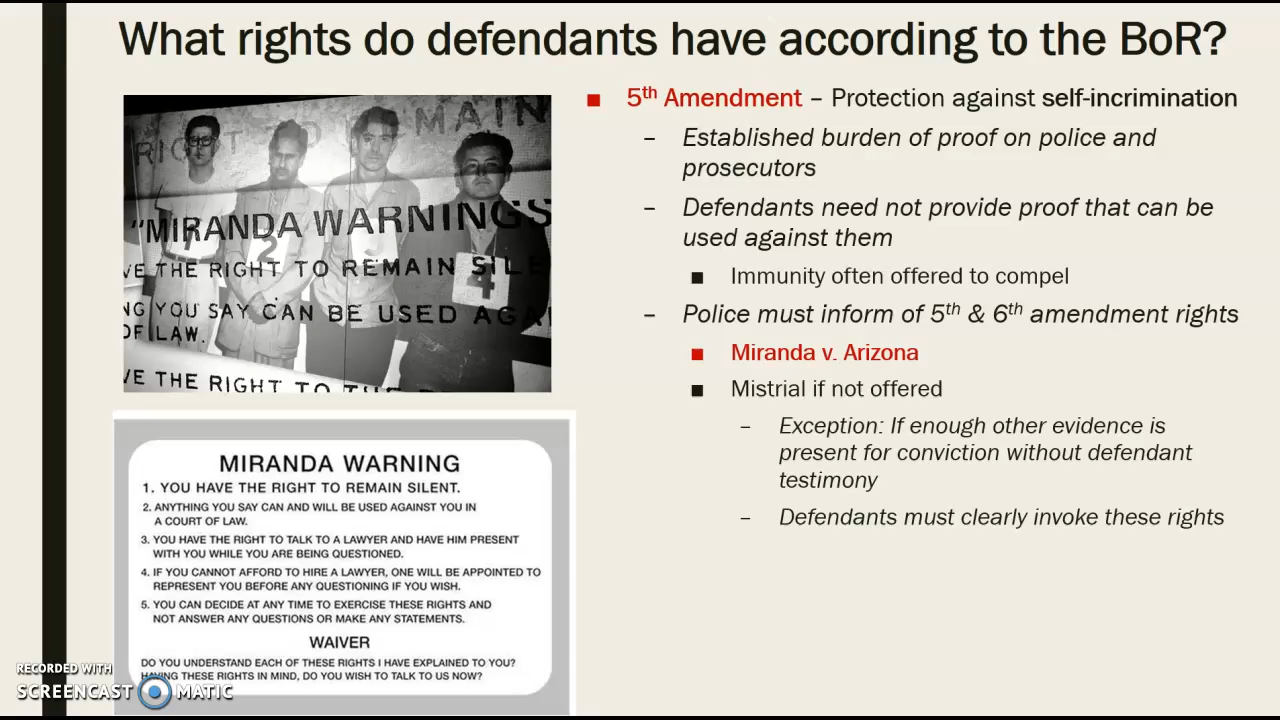 What rights do defendants have according to the BoR?
RIGHT TO REMAIN
"MIRANDA WARNINGS
VE THE RIGHT TO REMAIN SILE
NG YOU SAY CAN BE USED AGA
OF LAW.
VE THE RIGHT TO T
2
4
5th Amendment – Protection against self-incrimination
– Established burden of proof on police and
prosecutors
– Defendants need not provide proof that can be
used against them
■ Immunity often offered to compel
– Police must inform of 5th & 6th amendment rights
■ Miranda v. Arizona
■ Mistrial if not offered
– Exception: If enough other evidence is
present for conviction without defendant
testimony
– Defendants must clearly invoke these rights
MIRANDA WARNING
1. YOU HAVE THE RIGHT TO REMAIN SILENT.
2. ANYTHING YOU SAY CAN AND WILL BE USED AGAINST YOU IN
A COURT OF LAW.
3. YOU HAVE THE RIGHT TO TALK TO A LAWYER AND HAVE HIM PRESENT
WITH YOU WHILE YOU ARE BEING QUESTIONED.
4. IF YOU CANNOT AFFORD TO HIRE A LAWYER, ONE WILL BE APPOINTED TO
REPRESENT YOU BEFORE ANY QUESTIONING IF YOU WISH.
5. YOU CAN DECIDE AT ANY TIME TO EXERCISE THESE RIGHTS AND
NOT ANSWER ANY QUESTIONS OR MAKE ANY STATEMENTS.
WAIVER
DO YOU UNDERSTAND EACH OF THESE RIGHTS I HAVE EXPLAINED TO YOU?
HAVING THESE RIGHTS IN MIND, DO YOU WISH TO TALK TO US NOW?
RECORDED WITH
SCREENCAST MATIC